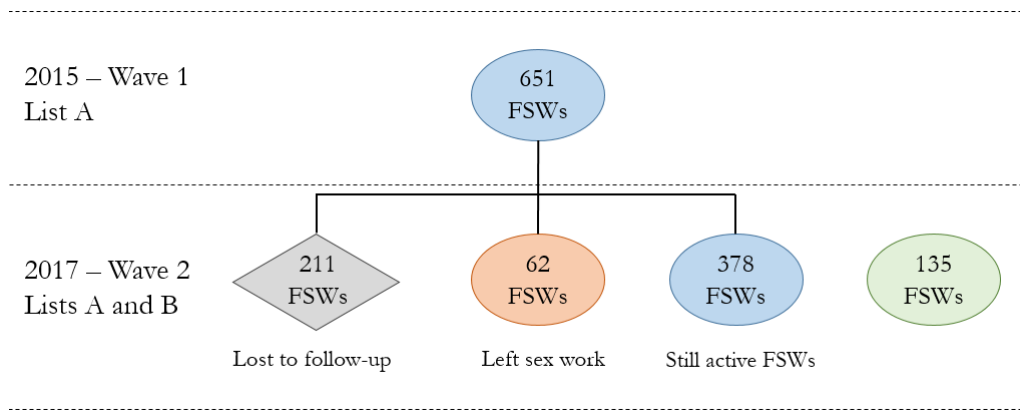 2015 – Wave 1
List A
651
FSWs
2017 – Wave 2
Lists A and B
211
FSWs
62
FSWs
378
FSWs
135
FSWs
Lost to follow-up
Left sex work
Still active FSWs